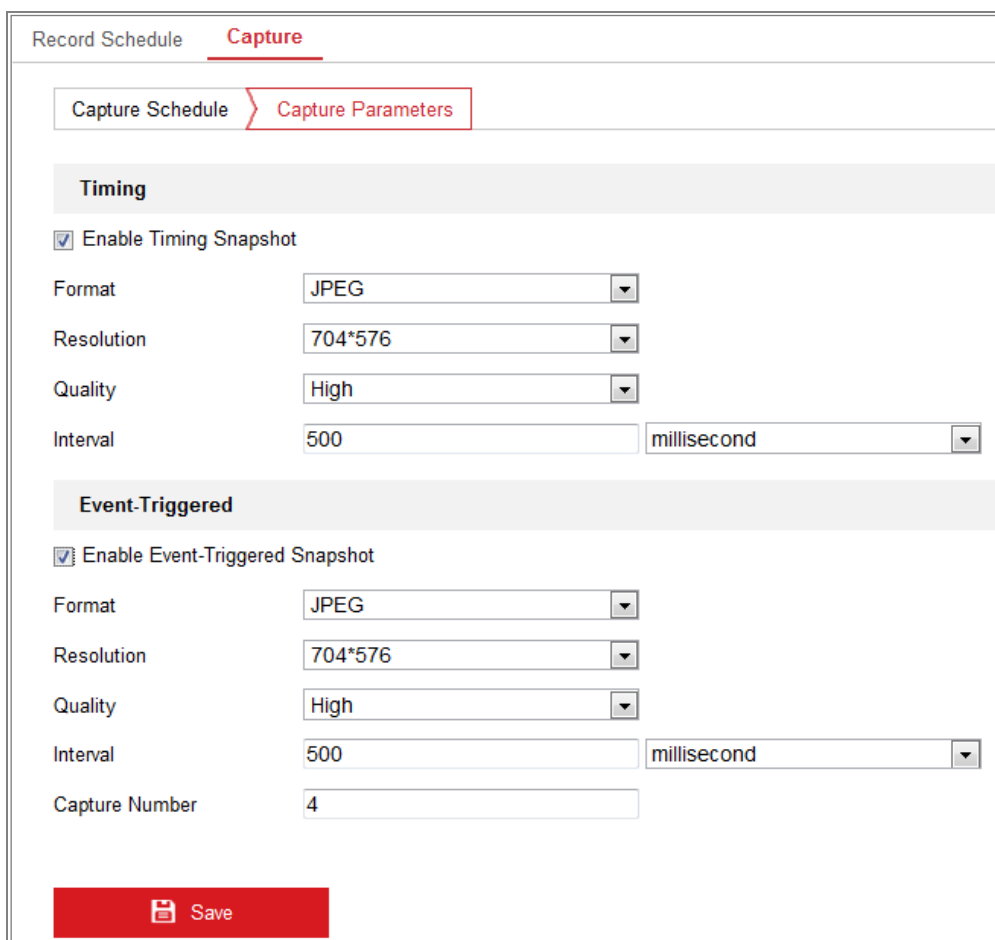 Record Schedule Capture
Capture Schedule Capture Parameters
Timing
Enable Timing Snapshot
Format JPEG
Resolution 704*576
Quality High
Interval 500 millisecond
Event-Triggered
Enable Event-Triggered Snapshot
Format JPEG
Resolution 704*576
Quality High
Interval 500 millisecond
Capture Number 4
Save